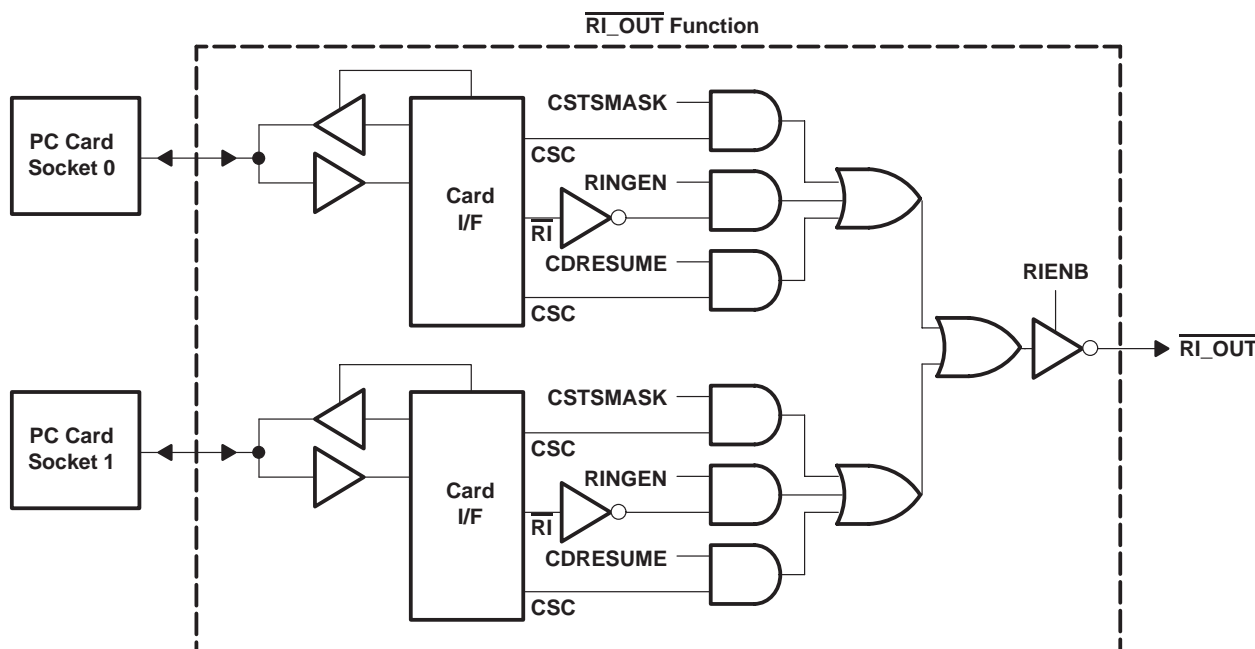 RI_OUT Function
PC Card
Socket 0
Card
I/F
CSTSMASK
CSC
RINGEN
RI
CDRESUME
CSC
RIENB
RI_OUT
PC Card
Socket 1
Card
I/F
CSTSMASK
CSC
RINGEN
RI
CDRESUME
CSC